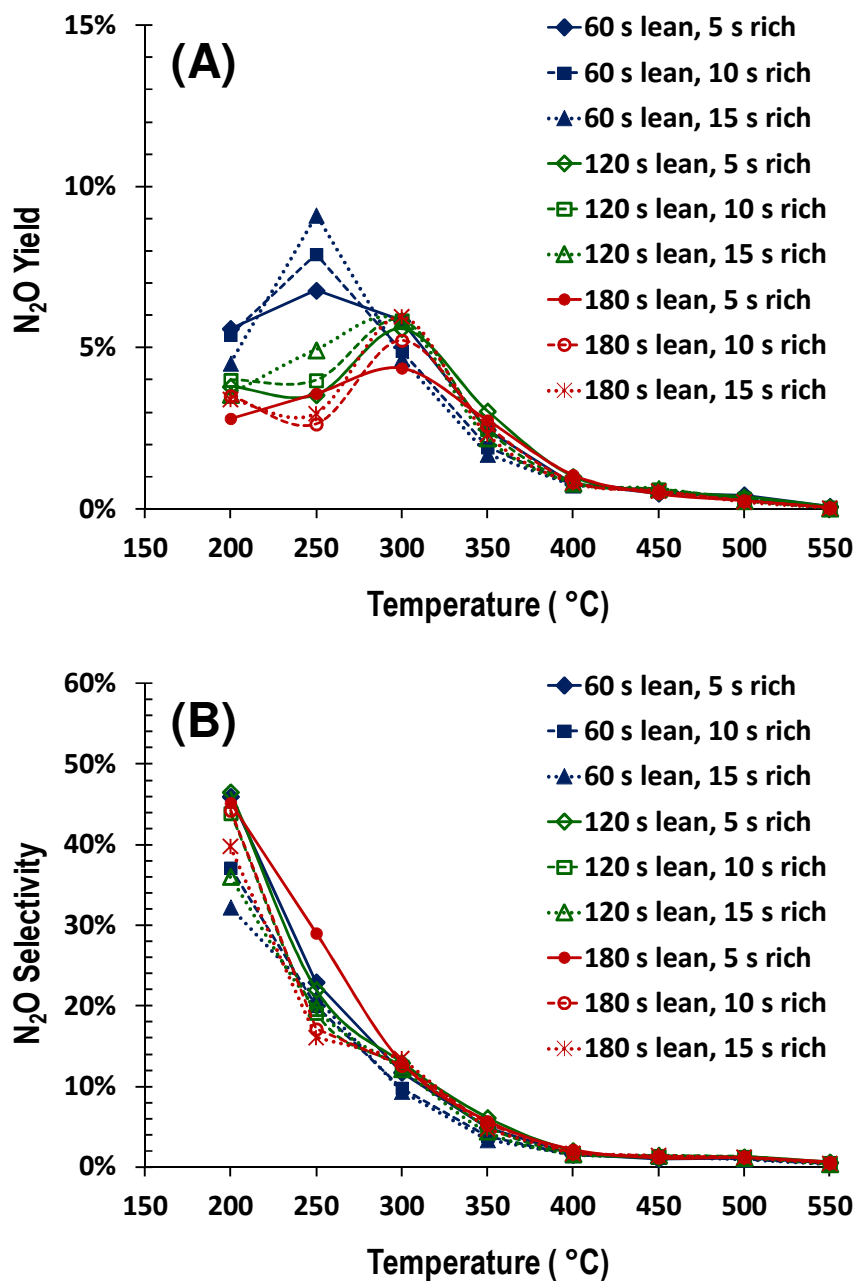 (A)
N₂O Yield
15%
10%
5%
0%
150 200 250 300 350 400 450 500 550
Temperature ( °C)
60 s lean, 5 s rich
60 s lean, 10 s rich
60 s lean, 15 s rich
120 s lean, 5 s rich
120 s lean, 10 s rich
120 s lean, 15 s rich
180 s lean, 5 s rich
180 s lean, 10 s rich
180 s lean, 15 s rich
(B)
N₂O Selectivity
60%
50%
40%
30%
20%
10%
0%
150 200 250 300 350 400 450 500 550
Temperature ( °C)
60 s lean, 5 s rich
60 s lean, 10 s rich
60 s lean, 15 s rich
120 s lean, 5 s rich
120 s lean, 10 s rich
120 s lean, 15 s rich
180 s lean, 5 s rich
180 s lean, 10 s rich
180 s lean, 15 s rich